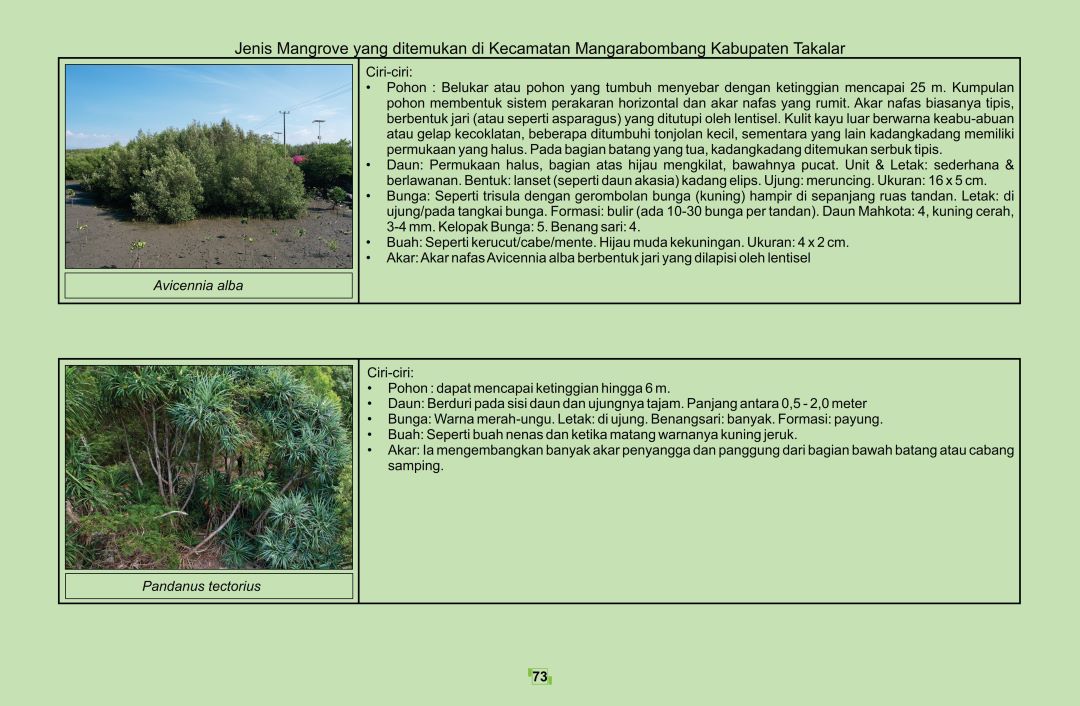 Jenis Mangrove yang ditemukan di Kecamatan Mangarabombang Kabupaten Takalar
Avicennia alba
Ciri-ciri:
• Pohon : Belukar atau pohon yang tumbuh menyebar dengan ketinggian mencapai 25 m. Kumpulan
pohon membentuk sistem perakaran horizontal dan akar nafas yang rumit. Akar nafas biasanya tipis,
berbentuk jari (atau seperti asparagus) yang ditutupi oleh lentisel. Kulit kayu luar berwarna keabu-abuan
atau gelap kecoklatan, beberapa ditumbuhi tonjolan kecil, sementara yang lain kadangkadang memiliki
permukaan yang halus. Pada bagian batang yang tua, kadangkadang ditemukan serbuk tipis.
• Daun: Permukaan halus, bagian atas hijau mengkilat, bawahnya pucat. Unit & Letak: sederhana &
berlawanan. Bentuk: lanset (seperti daun akasia) kadang elips. Ujung: meruncing. Ukuran: 16 x 5 cm.
• Bunga: Seperti trisula dengan gerombolan bunga (kuning) hampir di sepanjang ruas tandan. Letak: di
ujung/pada tangkai bunga. Formasi: bulir (ada 10-30 bunga per tandan). Daun Mahkota: 4, kuning cerah,
3-4 mm. Kelopak Bunga: 5. Benang sari: 4.
• Buah: Seperti kerucut/cabe/mente. Hijau muda kekuningan. Ukuran: 4 x 2 cm.
• Akar: Akar nafas Avicennia alba berbentuk jari yang dilapisi oleh lentisel
Pandanus tectorius
Ciri-ciri:
• Pohon : dapat mencapai ketinggian hingga 6 m.
• Daun: Berduri pada sisi daun dan ujungnya tajam. Panjang antara 0,5 - 2,0 meter
• Bunga: Warna merah-ungu. Letak: di ujung. Benangsari: banyak. Formasi: payung.
• Buah: Seperti buah nenas dan ketika matang warnanya kuning jeruk.
• Akar: Ia mengembangkan banyak akar penyangga dan panggung dari bagian bawah batang atau cabang
samping.
73